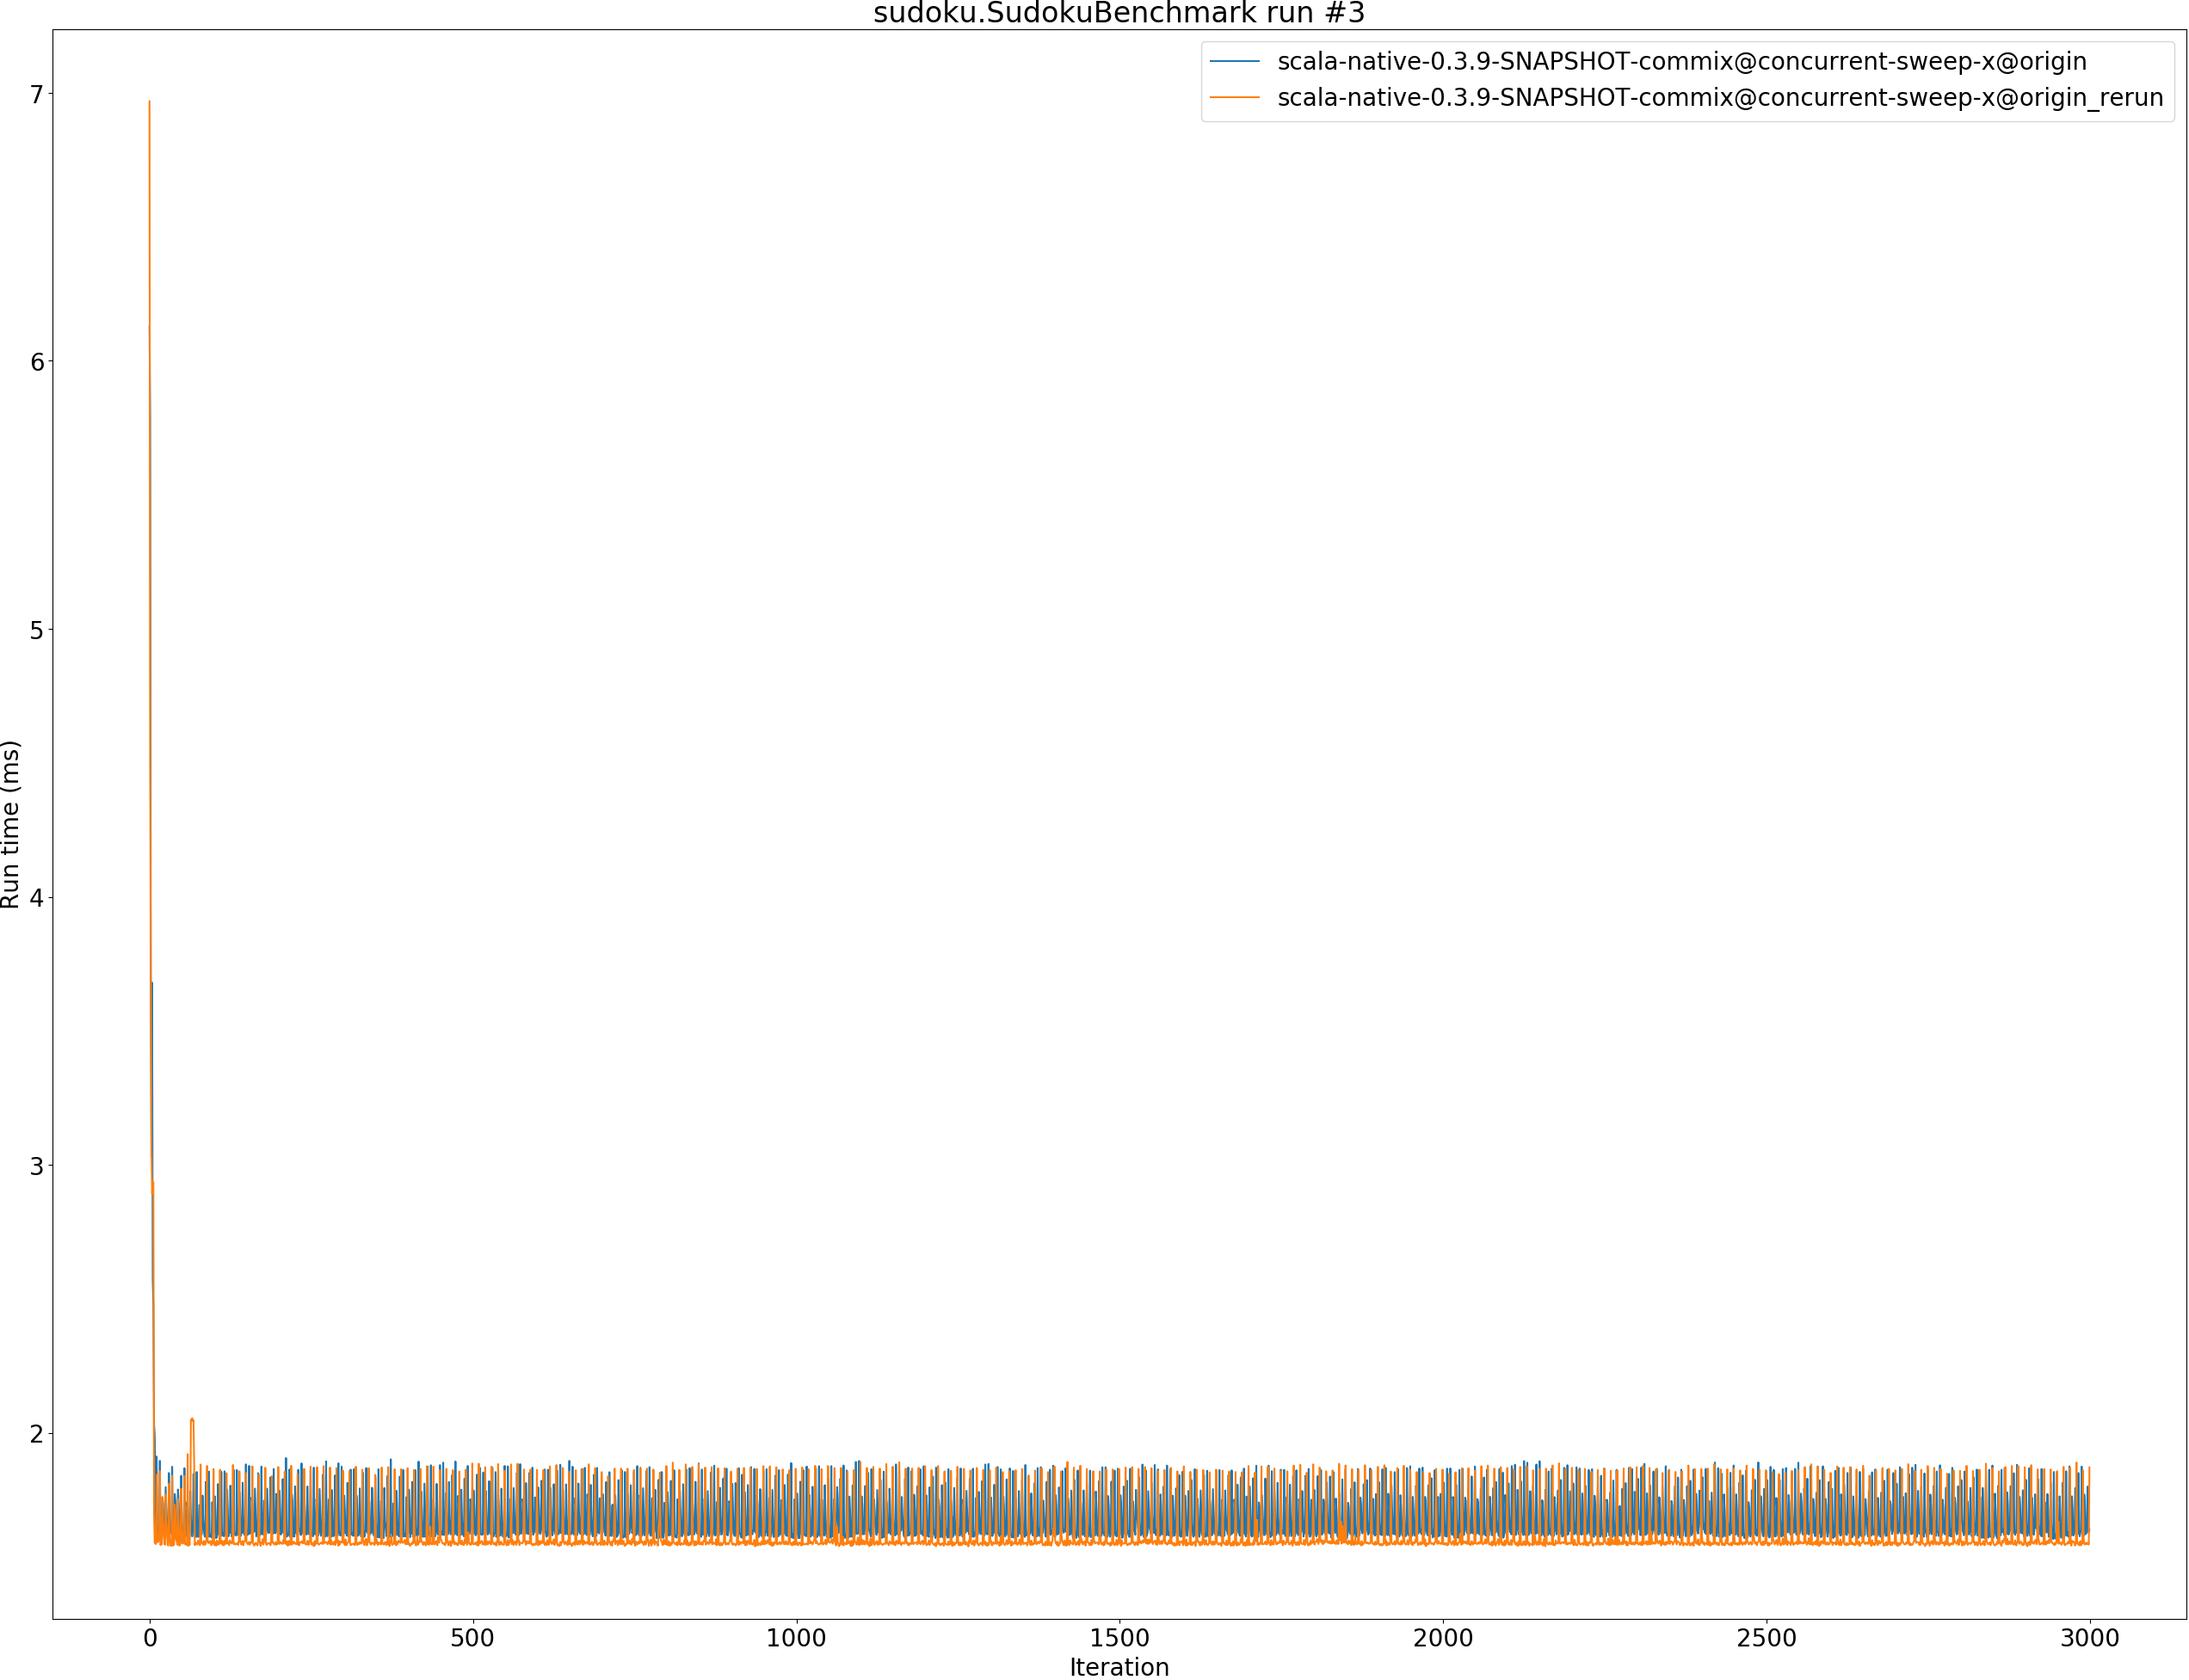 sudoku.SudokuBenchmark run #3
scala-native-0.3.9-SNAPSHOT-commix@concurrent-sweep-x@origin
scala-native-0.3.9-SNAPSHOT-commix@concurrent-sweep-x@origin_rerun
Run time (ms)
7
6
5
4
3
2
0 500 1000 1500 2000 2500 3000
Iteration